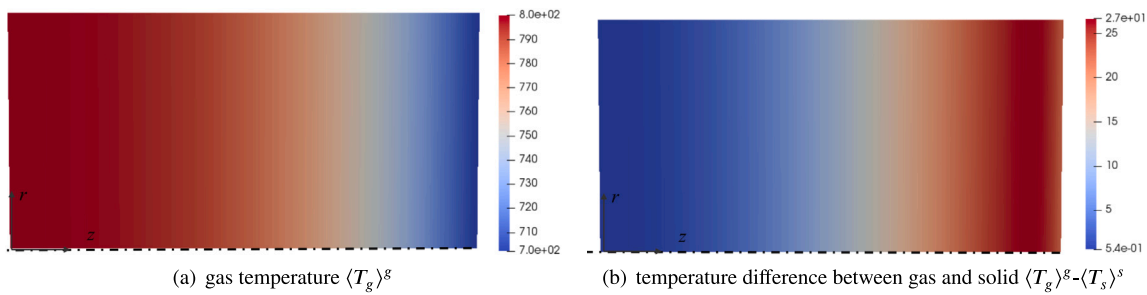 8.0e+02
790
780
770
760
750
740
730
720
710
7.0e+02
r
z
(a) gas temperature ⟨T_g⟩^g
2.7e+01
25
20
15
10
5
5.4e-01
r
z
(b) temperature difference between gas and solid ⟨T_g⟩^g-⟨T_s⟩^s